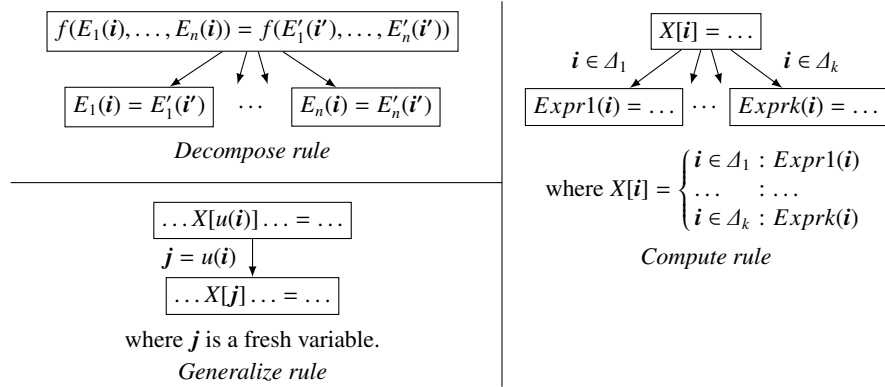 f(E₁(i), . . . , Eₙ(i)) = f(E′₁(i′), . . . , E′ₙ(i′))
E₁(i) = E′₁(i′) · · · Eₙ(i) = E′ₙ(i′)
Decompose rule
. . . X[u(i)] . . . = . . .
j = u(i)
. . . X[j] . . . = . . .
where j is a fresh variable.
Generalize rule
X[i] = . . .
i ∈ Δ₁ i ∈ Δₖ
Expr1(i) = . . . · · · Exprk(i) = . . .
where X[i] = { i ∈ Δ₁ : Expr1(i)
. . . : . . .
i ∈ Δₖ : Exprk(i)
Compute rule